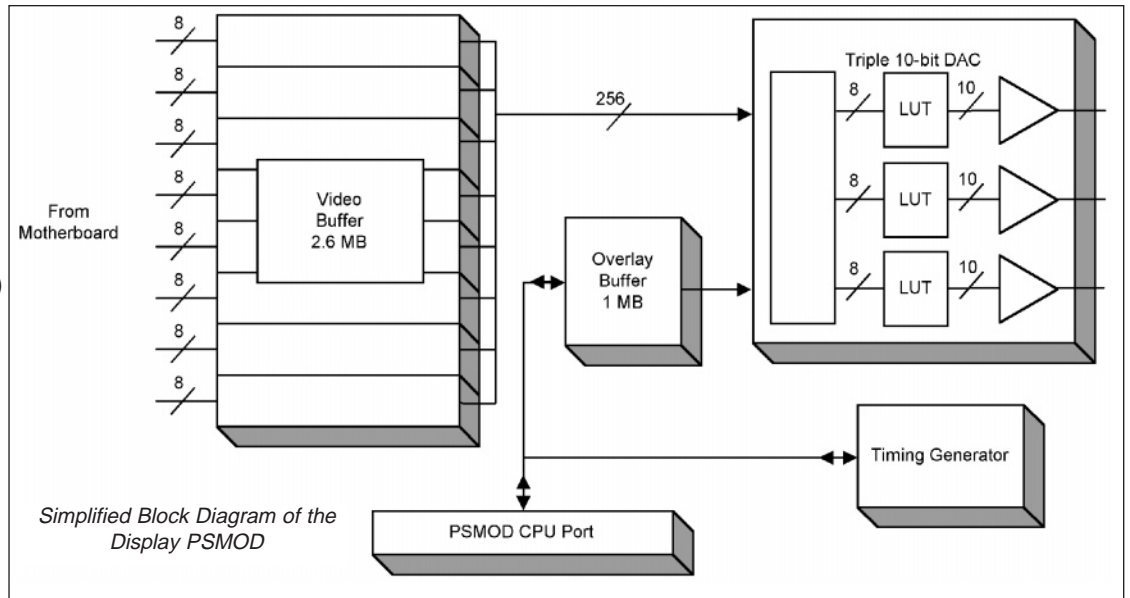 8
8
8
8
8
8
8
8
From
Motherboard
Video
Buffer
2.6 MB
256
Overlay
Buffer
1 MB
Triple 10-bit DAC
8
LUT
10
8
LUT
10
8
LUT
10
Timing Generator
PSMOD CPU Port
Simplified Block Diagram of the
Display PSMOD